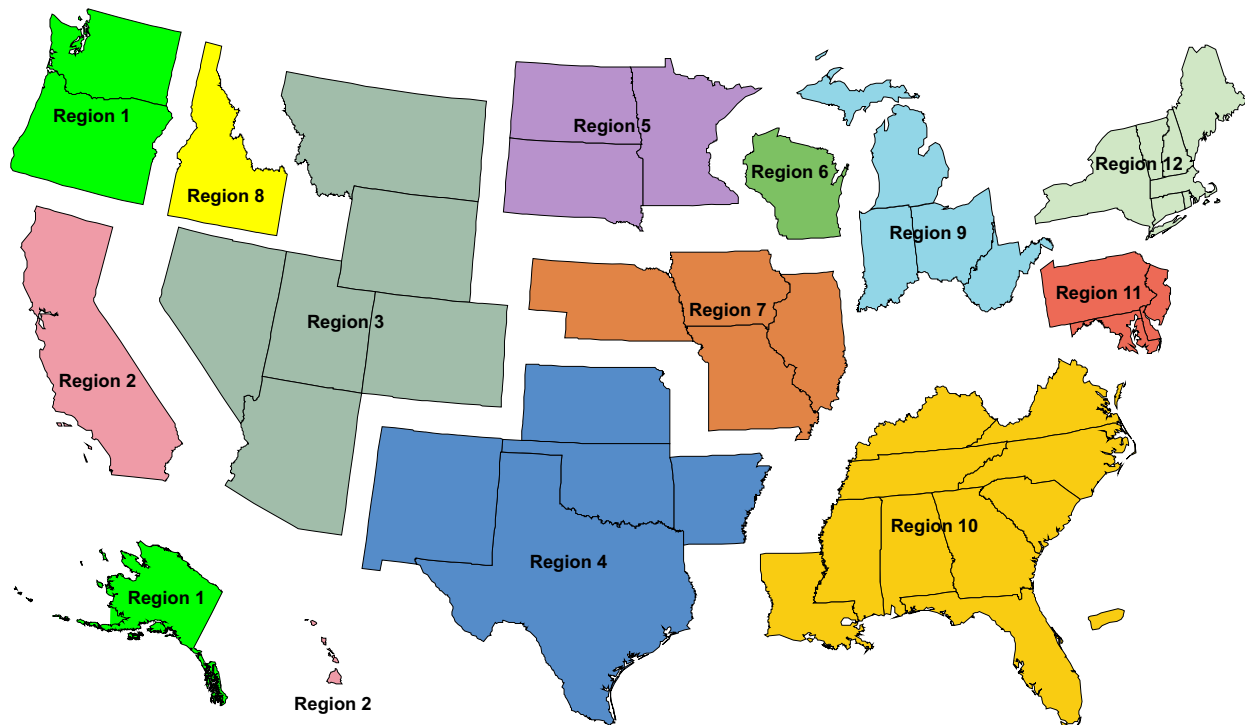 Region 1
Region 5
Region 12
Region 6
Region 8
Region 9
Region 11
Region 7
Region 3
Region 2
Region 10
Region 4
Region 1
Region 2